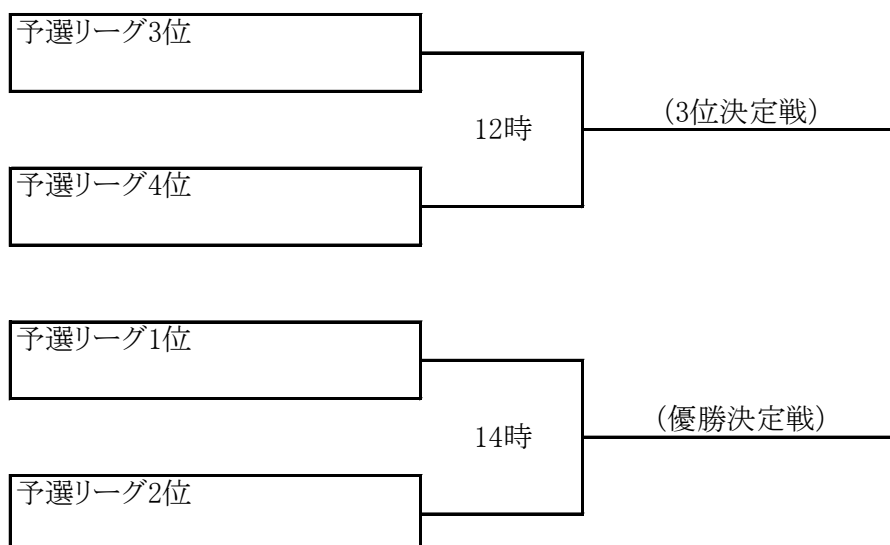 予選リーグ3位
12時
(3位決定戦)
予選リーグ4位
予選リーグ1位
14時
(優勝決定戦)
予選リーグ2位